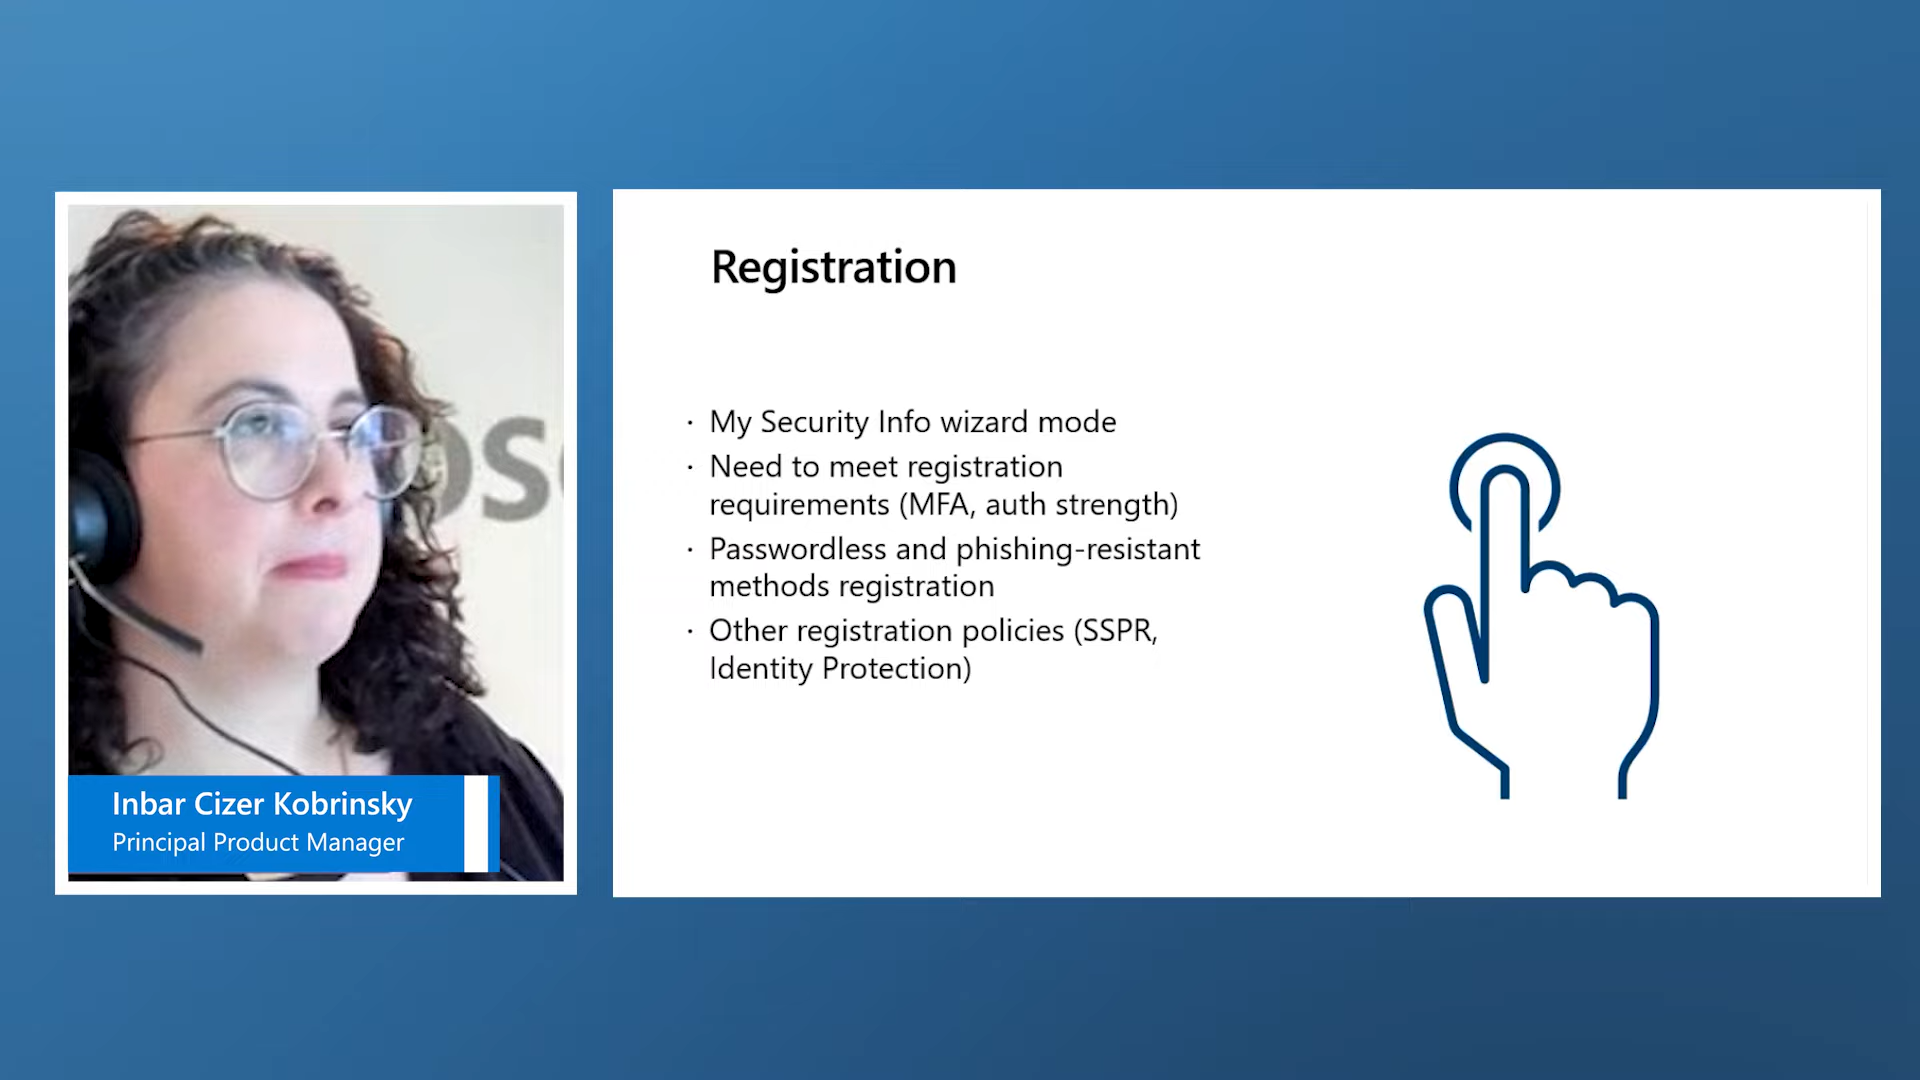 Registration
· My Security Info wizard mode
· Need to meet registration
requirements (MFA, auth strength)
· Passwordless and phishing-resistant
methods registration
· Other registration policies (SSPR,
Identity Protection)
os
Inbar Cizer Kobrinsky
Principal Product Manager